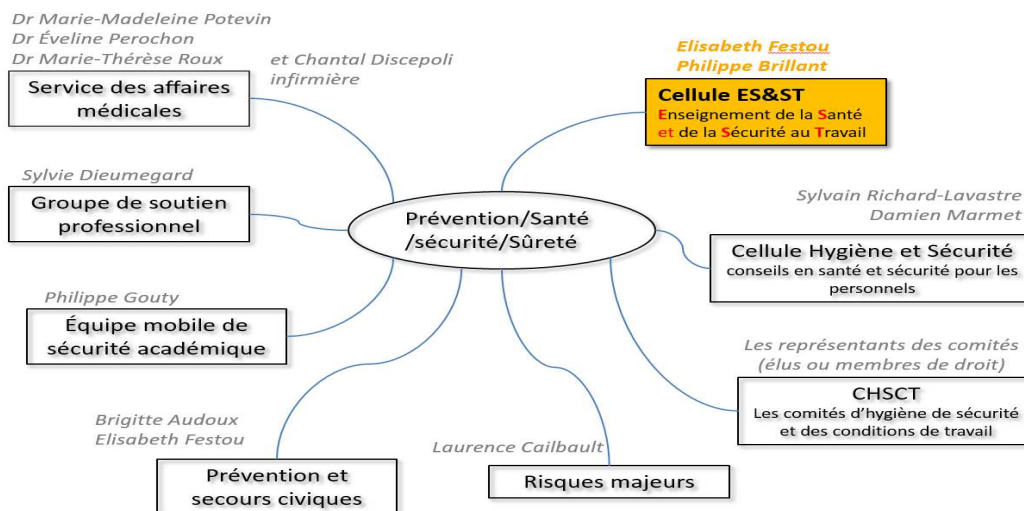 Dr Marie-Madeleine Potevin
Dr Éveline Perochon
Dr Marie-Thérèse Roux
et Chantal Discepoli
infirmière
Service des affaires
médicales
Elisabeth Festou
Philippe Brillant
Cellule ES&ST
Enseignement de la Santé
et de la Sécurité au Travail
Sylvie Dieumegard
Groupe de soutien
professionnel
Prévention/Santé
/sécurité/Sûreté
Sylvain Richard-Lavastre
Damien Marmet
Cellule Hygiène et Sécurité
conseils en santé et sécurité pour les
personnels
Philippe Gouty
Équipe mobile de
sécurité académique
Les représentants des comités
(élus ou membres de droit)
CHSCT
Les comités d’hygiène de sécurité
et des conditions de travail
Brigitte Audoux
Elisabeth Festou
Prévention et
secours civiques
Laurence Cailbault
Risques majeurs